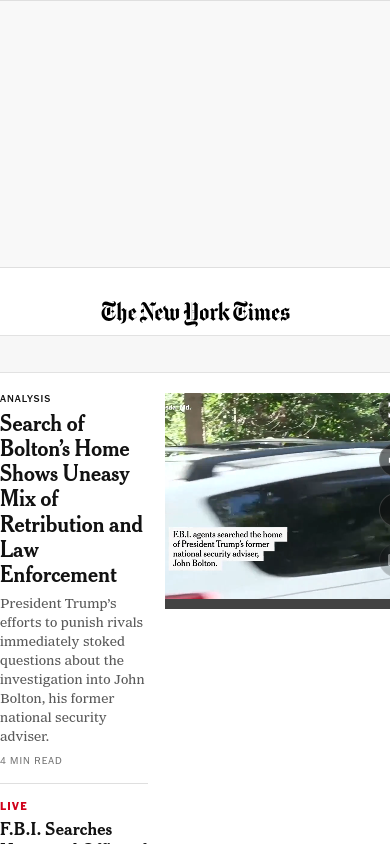 The New York Times
ANALYSIS
Search of
Bolton's Home
Shows Uneasy
Mix of
Retribution and
Law
Enforcement
President Trump's
efforts to punish rivals
immediately stoked
questions about the
investigation into John
Bolton, his former
national security
adviser.
4 MIN READ
LIVE
F.B.I. Searches
F.B.I. agents searched the home
of President Trump's former
national security adviser,
John Bolton.